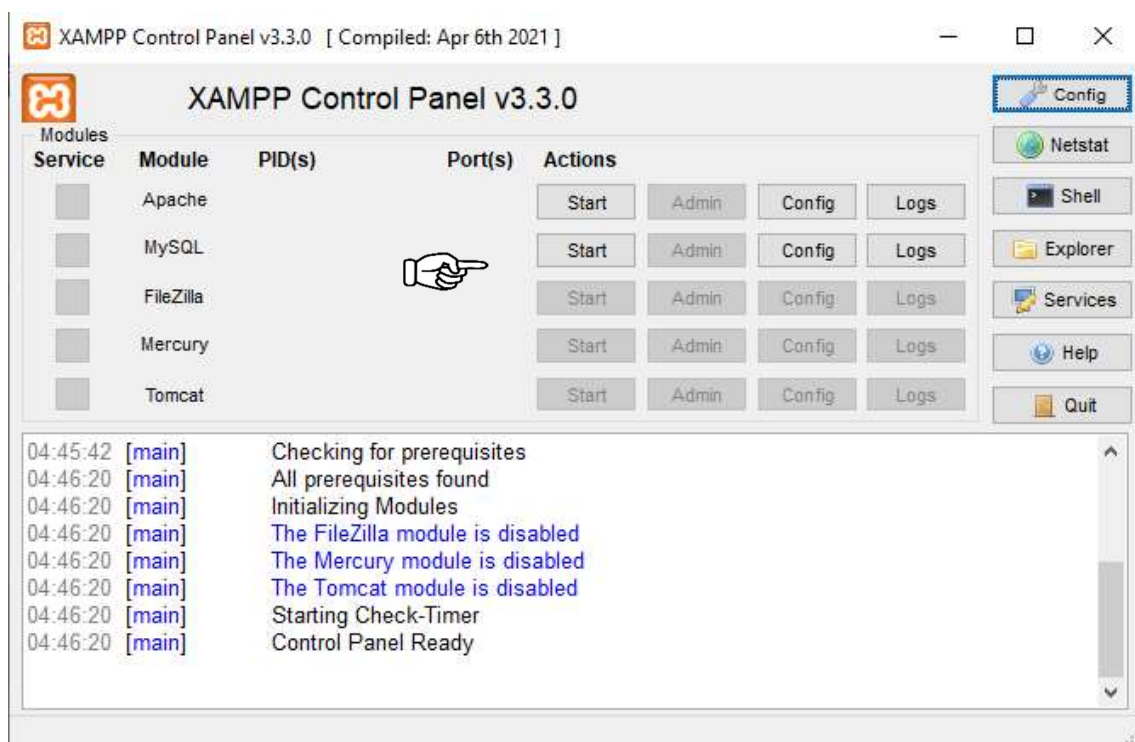 XAMPP Control Panel v3.3.0 [ Compiled: Apr 6th 2021 ]
XAMPP Control Panel v3.3.0
Config
Modules
Netstat
Service Module PID(s) Port(s) Actions
Apache Start Admin Config Logs
Shell
MySQL Start Admin Config Logs
Explorer
FileZilla Start Admin Config Logs
Services
Mercury Start Admin Config Logs
Help
Tomcat Start Admin Config Logs
Quit
04:45:42 [main] Checking for prerequisites
04:46:20 [main] All prerequisites found
04:46:20 [main] Initializing Modules
04:46:20 [main] The FileZilla module is disabled
04:46:20 [main] The Mercury module is disabled
04:46:20 [main] The Tomcat module is disabled
04:46:20 [main] Starting Check-Timer
04:46:20 [main] Control Panel Ready